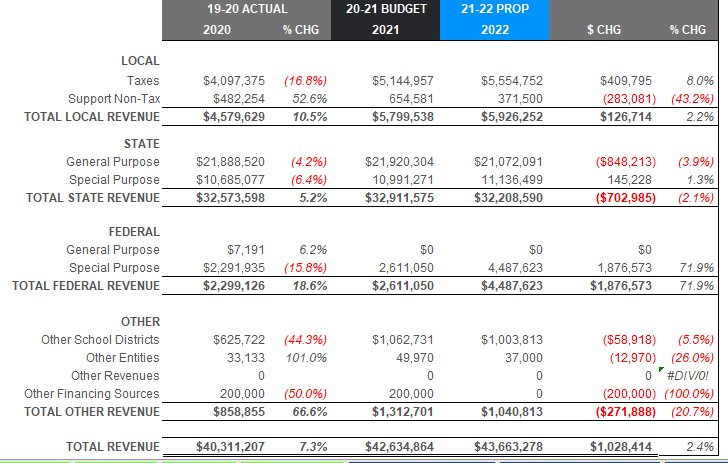 19-20 ACTUAL 20-21 BUDGET 21-22 PROP
2020 % CHG 2021 2022 $ CHG % CHG
LOCAL
Taxes $4,097,375 (16.8%) $5,144,957 $5,554,752 $409,795 8.0%
Support Non-Tax $482,254 52.6% 654,581 371,500 (283,081) (43.2%)
TOTAL LOCAL REVENUE $4,579,629 10.5% $5,799,538 $5,926,252 $126,714 2.2%
STATE
General Purpose $21,888,520 (4.2%) $21,920,304 $21,072,091 ($848,213) (3.9%)
Special Purpose $10,685,077 (6.4%) 10,991,271 11,136,499 145,228 1.3%
TOTAL STATE REVENUE $32,573,598 5.2% $32,911,575 $32,208,590 ($702,985) (2.1%)
FEDERAL
General Purpose $7,191 6.2% $0 $0 $0
Special Purpose $2,291,935 (15.8%) 2,611,050 4,487,623 1,876,573 71.9%
TOTAL FEDERAL REVENUE $2,299,126 18.6% $2,611,050 $4,487,623 $1,876,573 71.9%
OTHER
Other School Districts $625,722 (44.3%) $1,062,731 $1,003,813 ($58,918) (5.5%)
Other Entities 33,133 101.0% 49,970 37,000 (12,970) (26.0%)
Other Revenues 0 0 0 0 #DIV/0!
Other Financing Sources 200,000 (50.0%) 200,000 0 (200,000) (100.0%)
TOTAL OTHER REVENUE $858,855 66.6% $1,312,701 $1,040,813 ($271,888) (20.7%)
TOTAL REVENUE $40,311,207 7.3% $42,634,864 $43,663,278 $1,028,414 2.4%